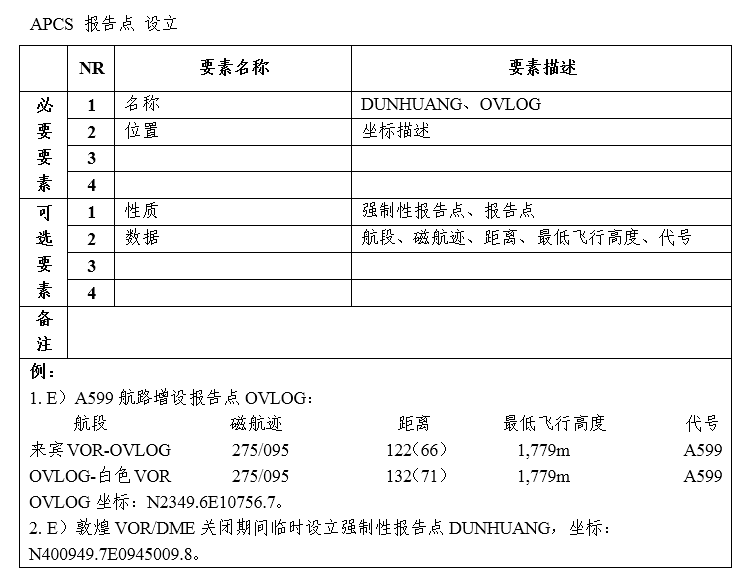 APCS 报告点 设立
NR 要素名称 要素描述
必要要素
1 名称 DUNHUANG、OVLOG
2 位置 坐标描述
3
4
可选要素
1 性质 强制性报告点、报告点
2 数据 航段、磁航迹、距离、最低飞行高度、代号
3
4
备注
例：
1. E）A599 航路增设报告点 OVLOG：
航段 磁航迹 距离 最低飞行高度 代号
来宾 VOR-OVLOG 275/095 122（66） 1,779m A599
OVLOG-白色 VOR 275/095 132（71） 1,779m A599
OVLOG 坐标：N2349.6E10756.7。
2. E）敦煌 VOR/DME 关闭期间临时设立强制性报告点 DUNHUANG，坐标：
N400949.7E0945009.8。